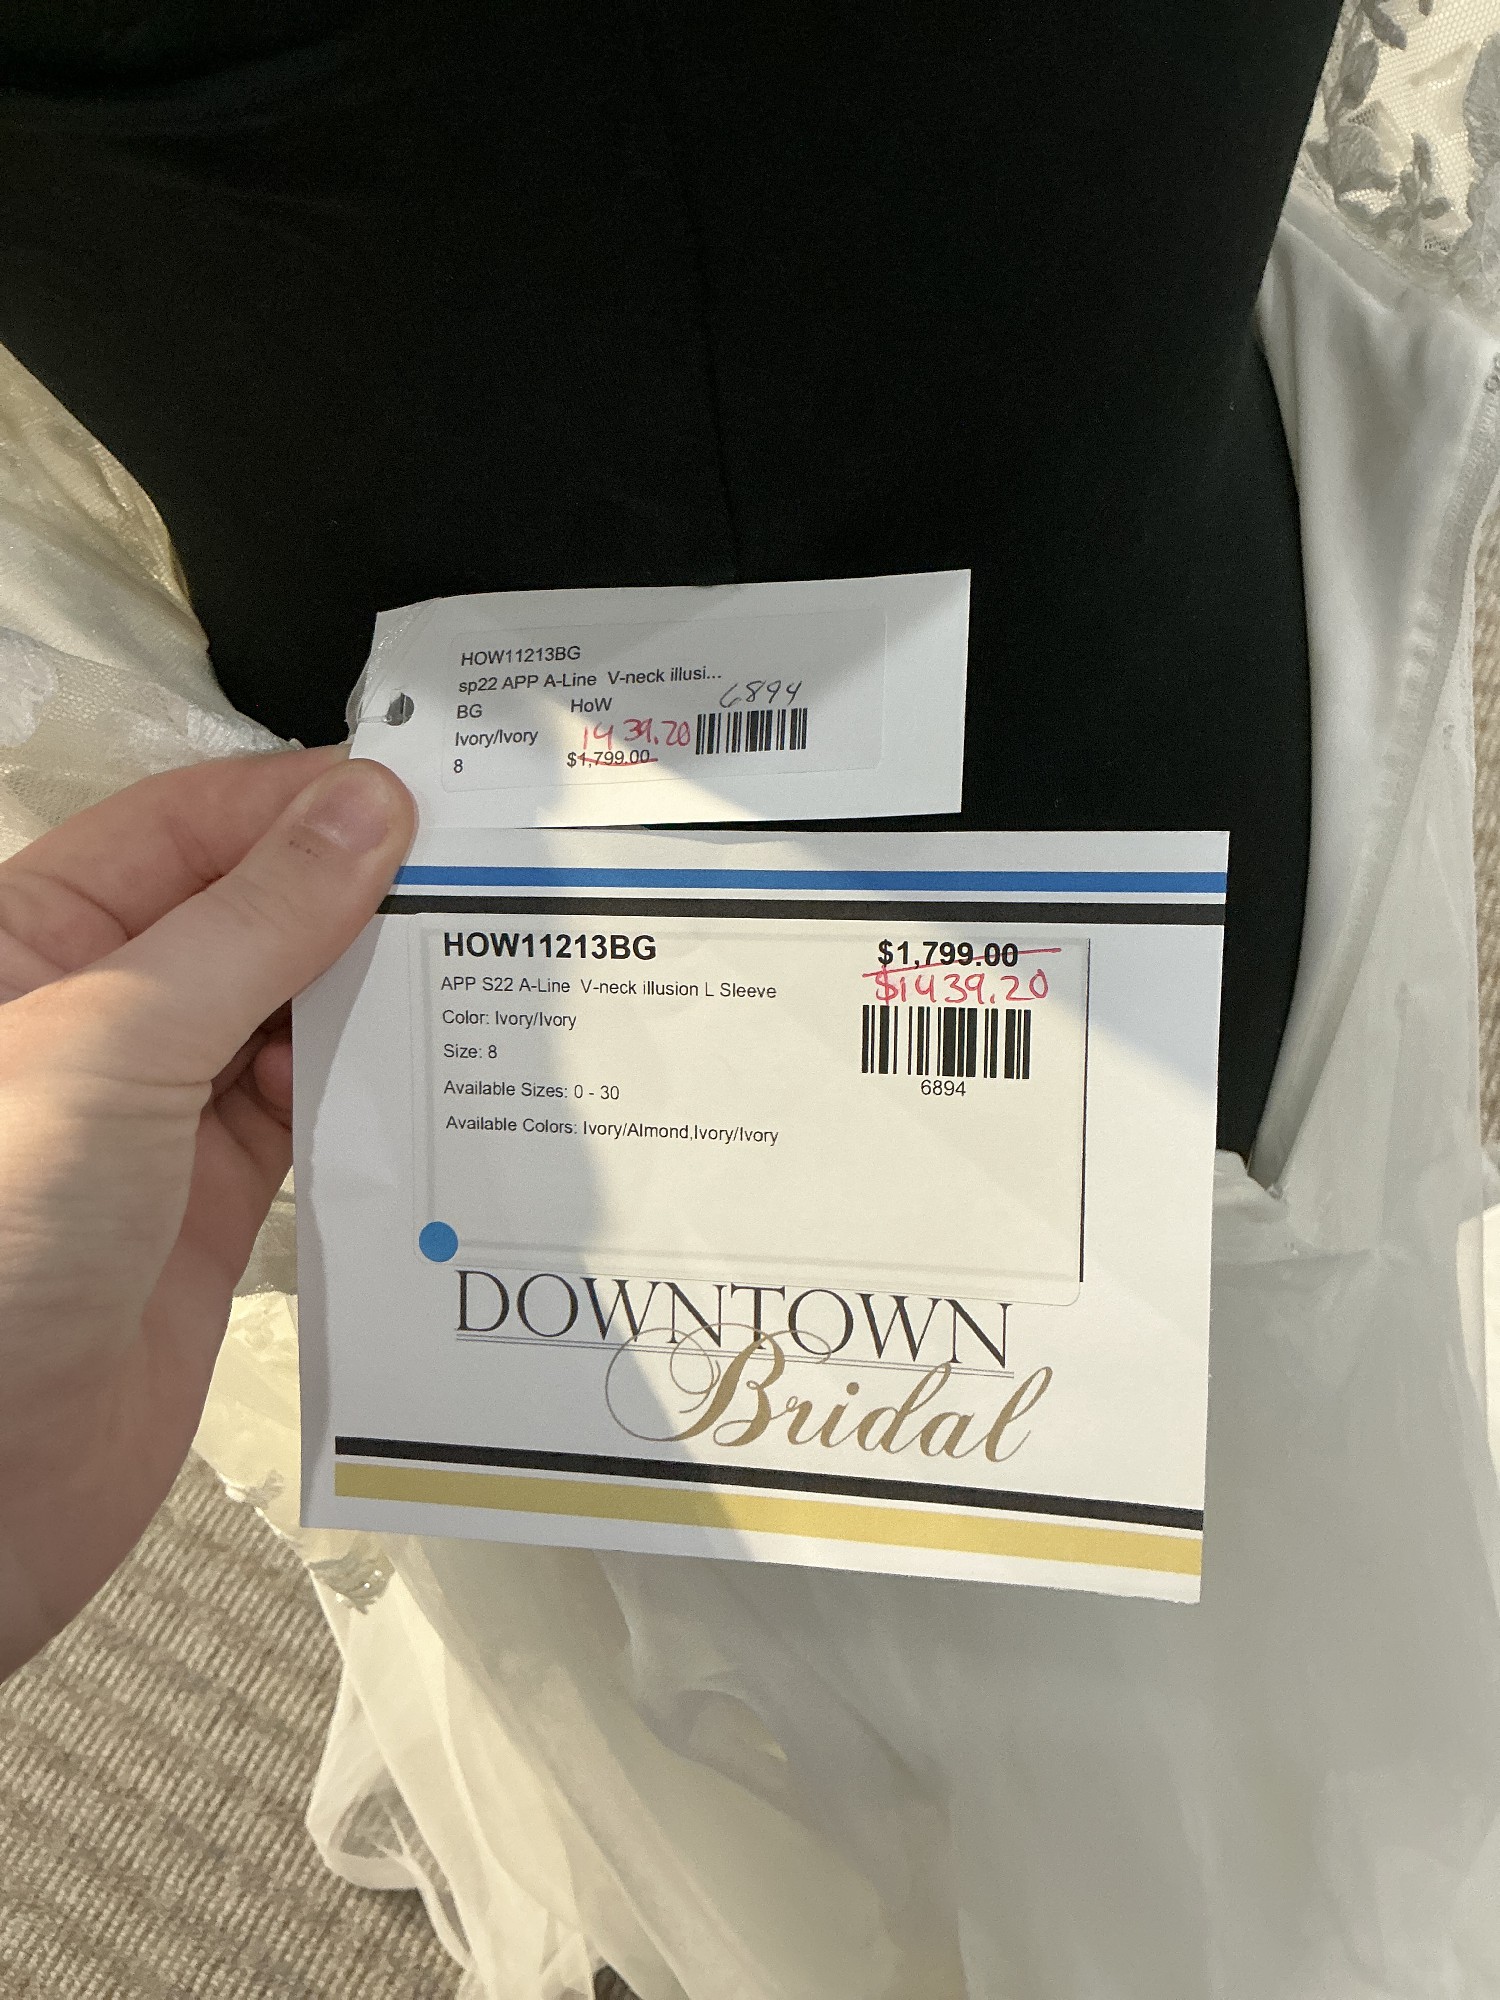 HOW11213BG
sp22 APP A-Line V-neck illusi...
6894
BG HoW
1439.20
Ivory/Ivory
$1,799.00
8
HOW11213BG
$1,799.00
$1439.20
APP S22 A-Line V-neck illusion L Sleeve
Color: Ivory/Ivory
Size: 8
6894
Available Sizes: 0 - 30
Available Colors: Ivory/Almond,Ivory/Ivory
DOWNTOWN
Bridal